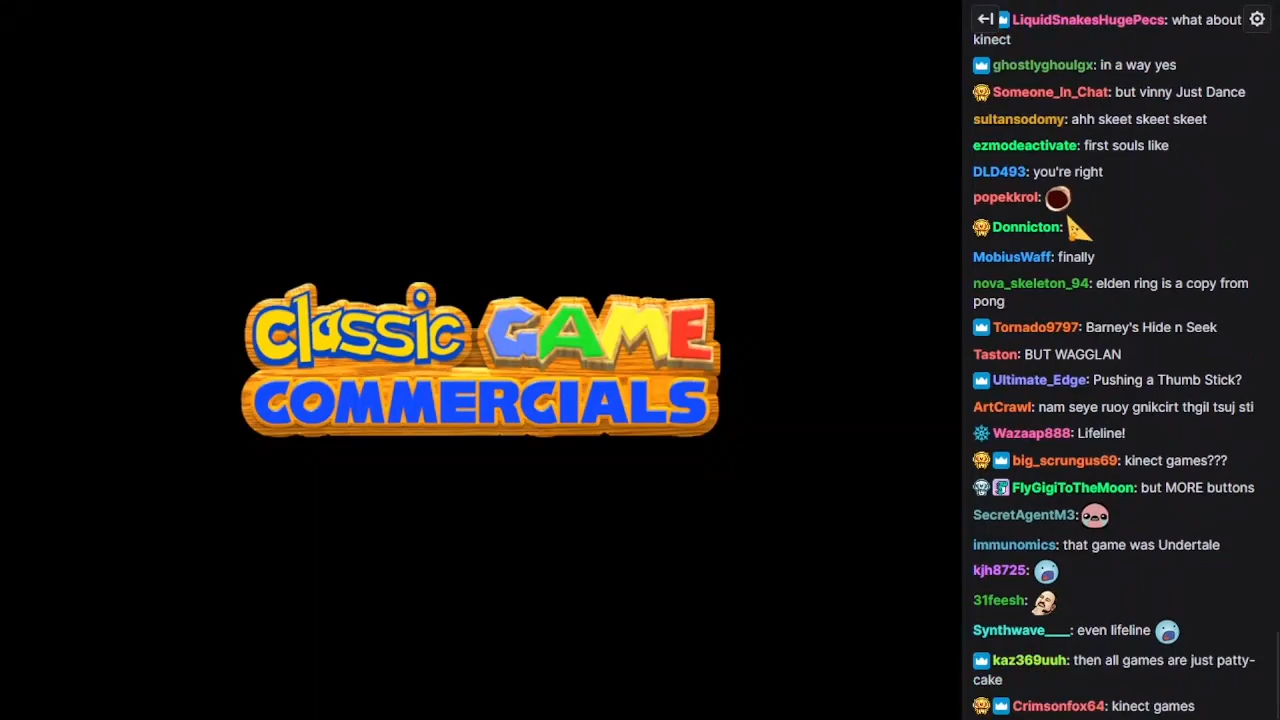 classic GAME
COMMERCIALS
LiquidSnakesHugePecs: what about
kinect
ghostlyghoulgx: in a way yes
Someone_In_Chat: but vinny Just Dance
sultansodomy: ahh skeet skeet skeet
ezmodeactivate: first souls like
DLD493: you're right
popekkrol:
Donnicton:
MobiusWaff: finally
nova_skeleton_94: elden ring is a copy from
pong
Tornado9797: Barney's Hide n Seek
Taston: BUT WAGGLAN
Ultimate_Edge: Pushing a Thumb Stick?
ArtCrawl: nam seye ruoy gnikcirt thgil tsuj sti
Wazaap888: Lifeline!
big_scrungus69: kinect games???
FlyGigiToTheMoon: but MORE buttons
SecretAgentM3:
immunomics: that game was Undertale
kjh8725:
31feesh:
Synthwave____: even lifeline
kaz369uuh: then all games are just patty-
cake
Crimsonfox64: kinect games